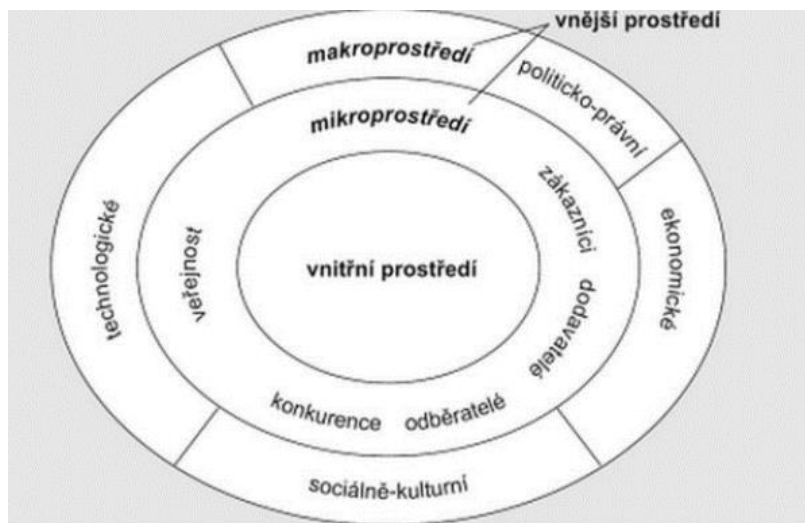 vnější prostředí
makroprostředí
politicko-právní
mikroprostředí
zákazníci
ekonomické
technologické
veřejnost
vnitřní prostředí
dodavatelé
konkurence
odběratelé
sociálně-kulturní